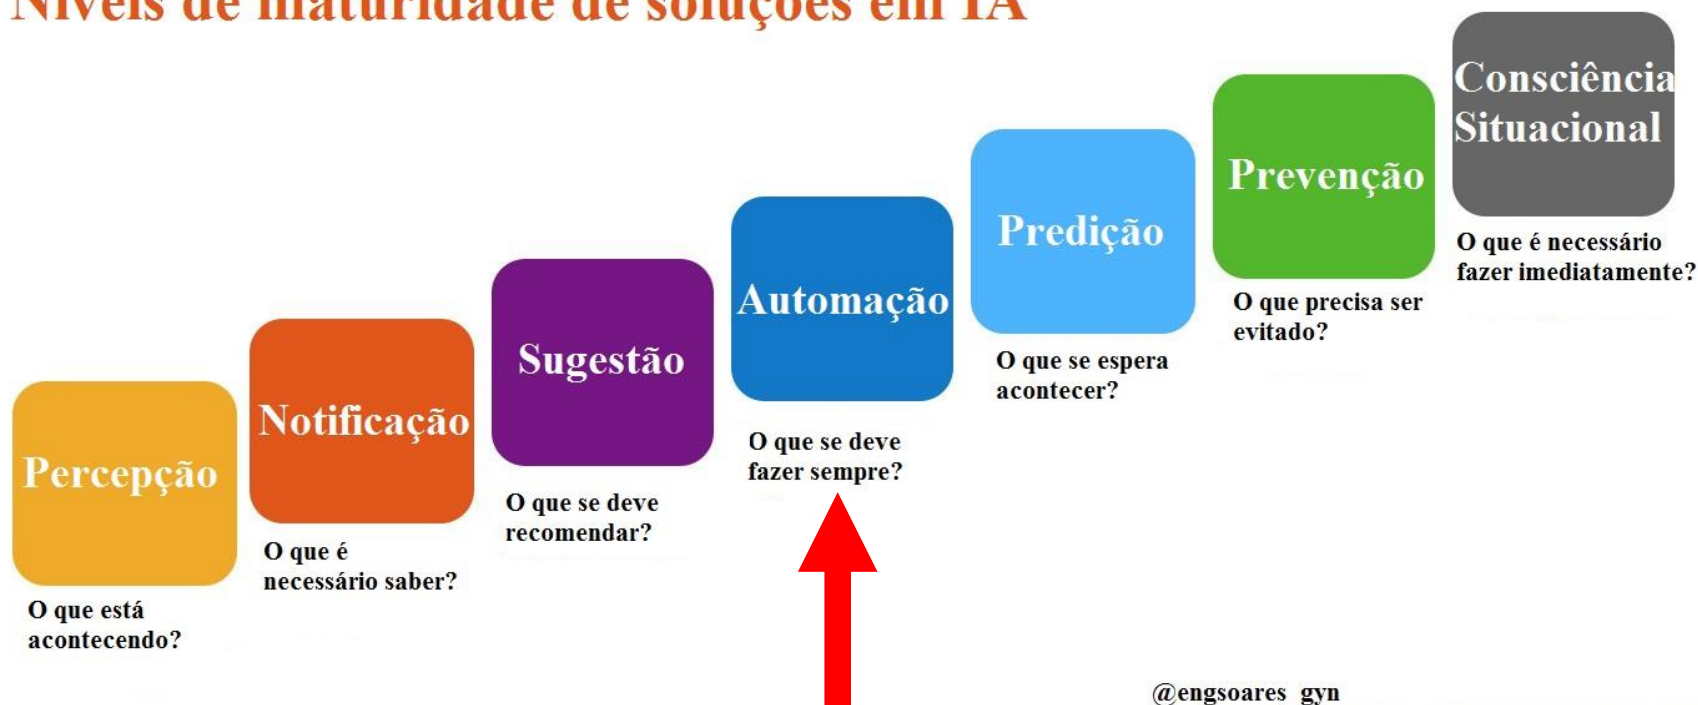 Níveis de maturidade de soluções em IA
Percepção
O que está
acontecendo?
Notificação
O que é
necessário saber?
Sugestão
O que se deve
recomendar?
Automação
O que se deve
fazer sempre?
Predição
O que se espera
acontecer?
Prevenção
O que precisa ser
evitado?
Consciência
Situacional
O que é necessário
fazer imediatamente?
@engsoares_gyn